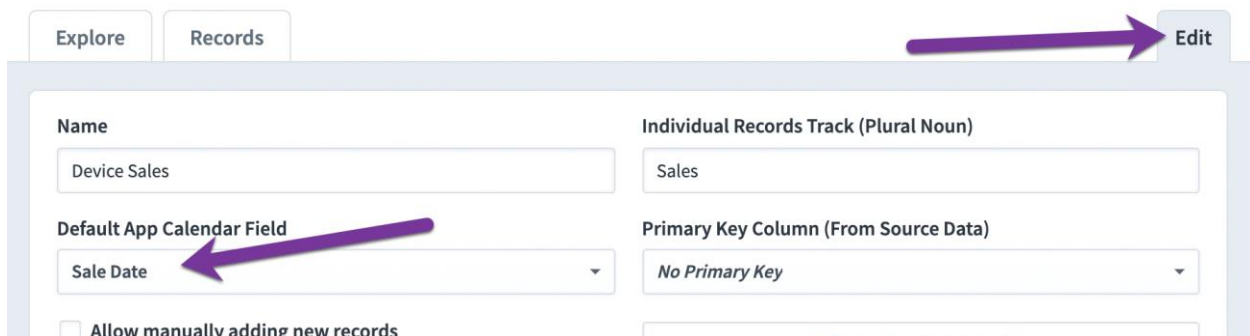 Explore Records Edit
Name
Individual Records Track (Plural Noun)
Device Sales
Sales
Default App Calendar Field
Primary Key Column (From Source Data)
Sale Date
No Primary Key
Allow manually adding new records